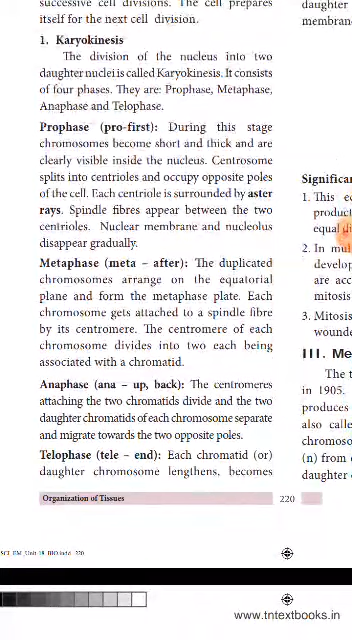 successive cell divisions. The cell prepares
itself for the next cell division.
1. Karyokinesis
The division of the nucleus into two
daughter nuclei is called Karyokinesis. It consists
of four phases. They are: Prophase, Metaphase,
Anaphase and Telophase.
Prophase (pro-first): During this stage
chromosomes become short and thick and are
clearly visible inside the nucleus. Centrosome
splits into centrioles and occupy opposite poles
of the cell. Each centriole is surrounded by aster
rays. Spindle fibres appear between the two
centrioles. Nuclear membrane and nucleolus
disappear gradually.
Metaphase (meta – after): The duplicated
chromosomes arrange on the equatorial
plane and form the metaphase plate. Each
chromosome gets attached to a spindle fibre
by its centromere. The centromere of each
chromosome divides into two each being
associated with a chromatid.
Anaphase (ana – up, back): The centromeres
attaching the two chromatids divide and the two
daughter chromatids of each chromosome separate
and migrate towards the two opposite poles.
Telophase (tele – end): Each chromatid (or)
daughter chromosome lengthens, becomes
daughter
membran
Significan
1. This e
product
equal di
2. In mul
develop
are acc
mitosis
3. Mitosis
wounde
III. Me
The t
in 1905.
produces
also calle
chromoso
(n) from
daughter
Organization of Tissues
220
SCI_EM_Unit-18_BIO.indd 220
www.tntextbooks.in